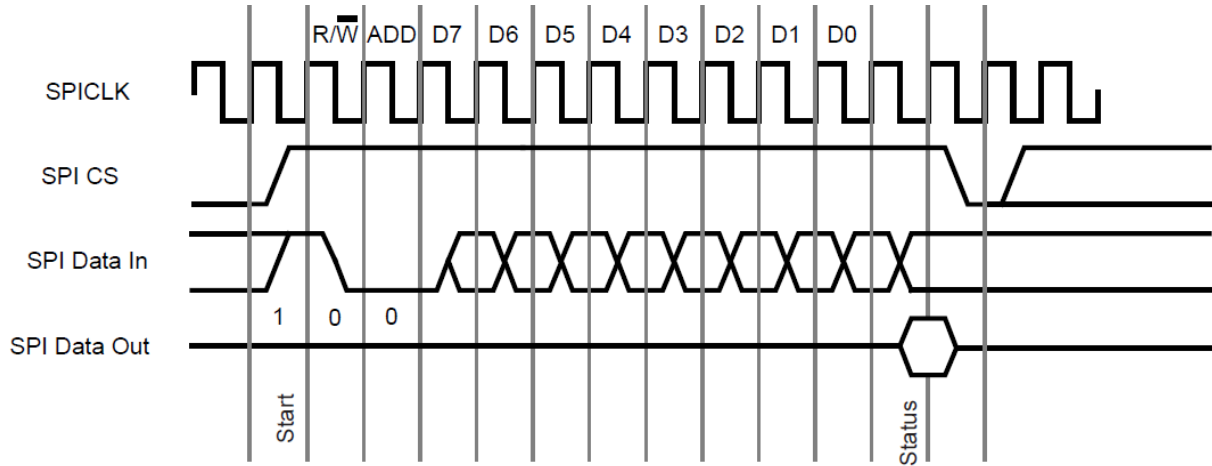 R/W̅ ADD D7 D6 D5 D4 D3 D2 D1 D0
SPICLK
SPI CS
SPI Data In
1 0 0
SPI Data Out
Start
Status